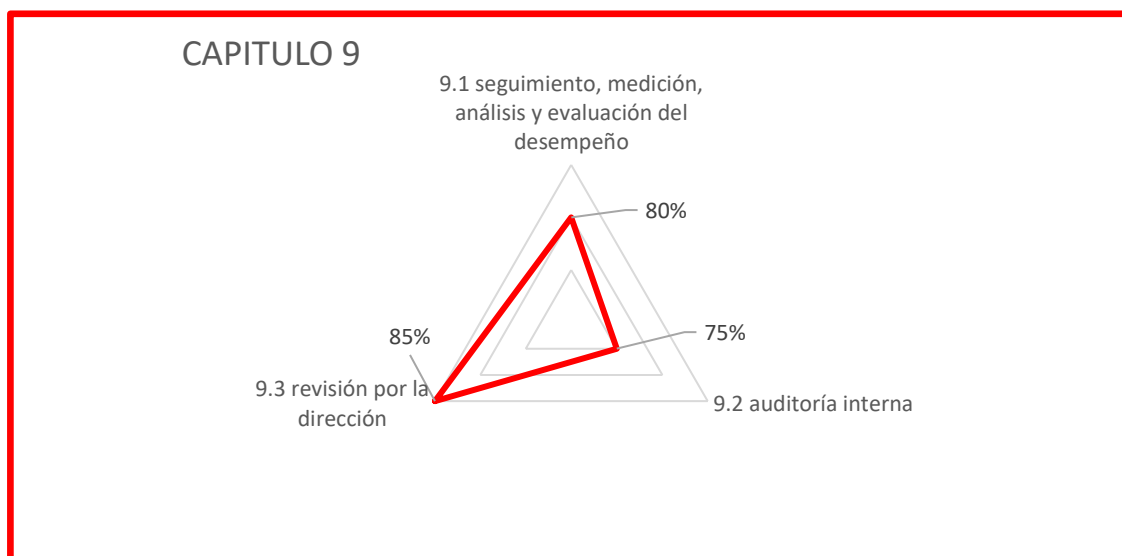 CAPITULO 9
9.1 seguimiento, medición,
análisis y evaluación del
desempeño
80%
75%
85%
9.3 revisión por la
dirección
9.2 auditoría interna